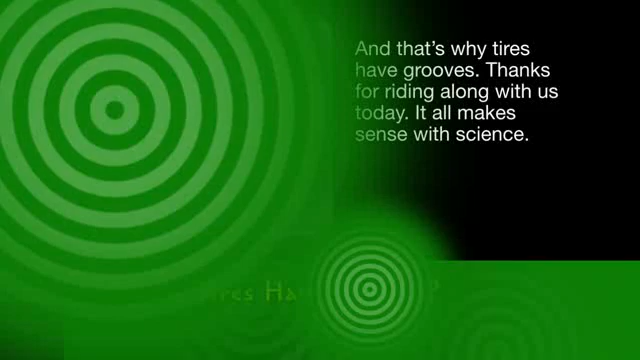 And that's why tires
have grooves. Thanks
for riding along with us
today. It all makes
sense with science.